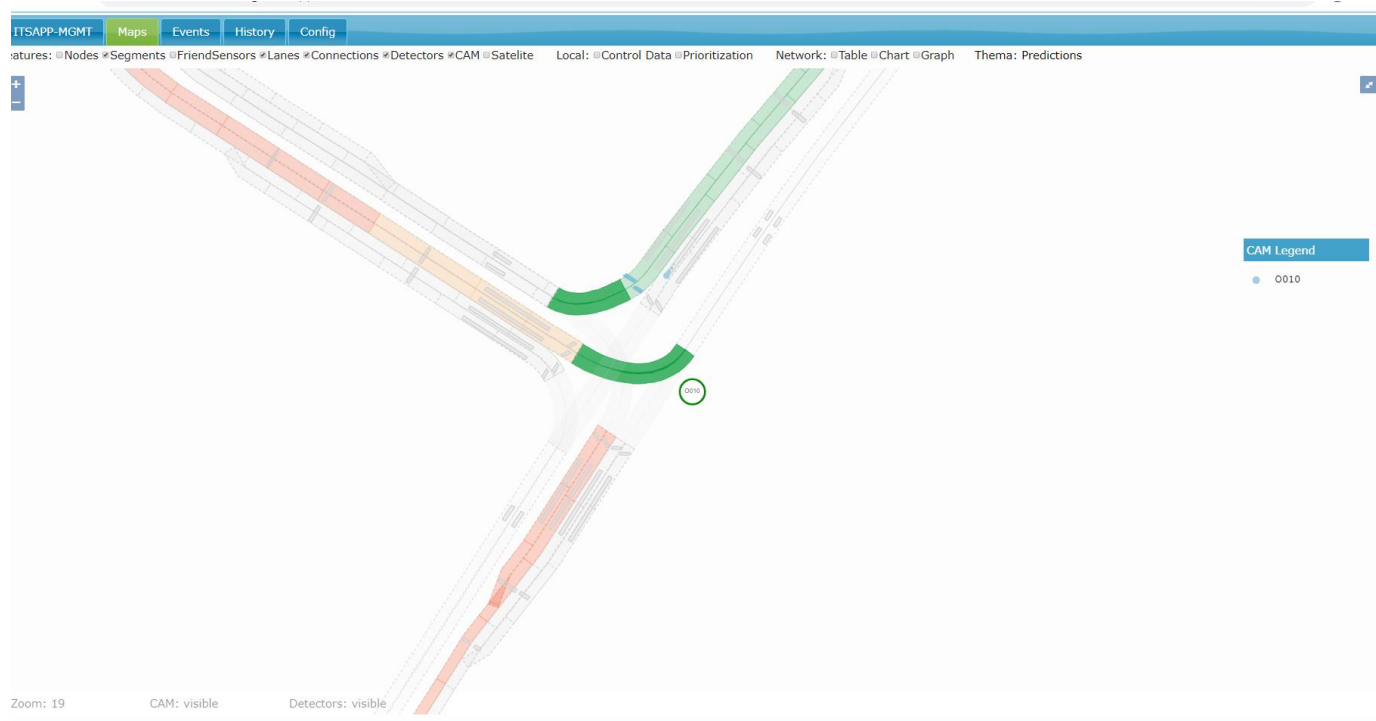 ITSAPP-MGMT Maps Events History Config
eatures: Nodes Segments FriendSensors Lanes Connections Detectors CAM Satelite Local: Control Data Prioritization Network: Table Chart Graph Thema: Predictions
+
−
CAM Legend
O010
O010
Zoom: 19 CAM: visible Detectors: visible